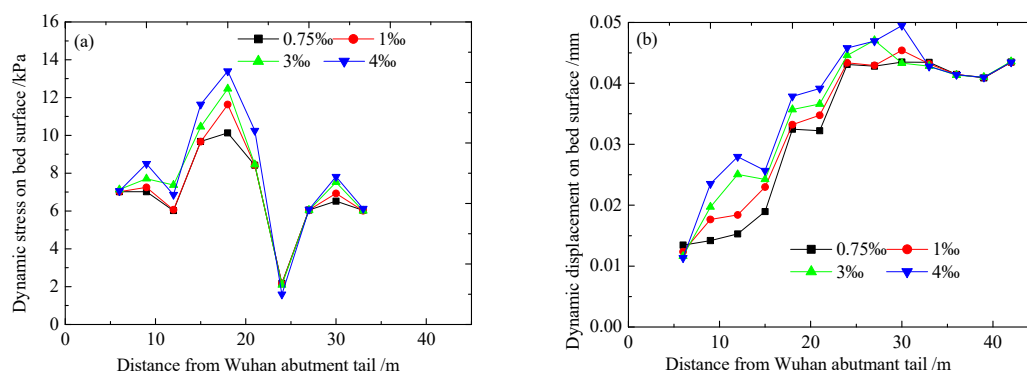 (a)
0.75‰ 1‰
3‰ 4‰
16
14
12
10
8
6
4
2
0
Dynamic stress on bed surface /kPa
0 10 20 30 40
Distance from Wuhan abutment tail /m
(b)
0.05
0.04
0.03
0.02
0.01
0.00
Dynamic displacement on bed surface /mm
0.75‰ 1‰
3‰ 4‰
0 10 20 30 40
Distance from Wuhan abutmant tail /m